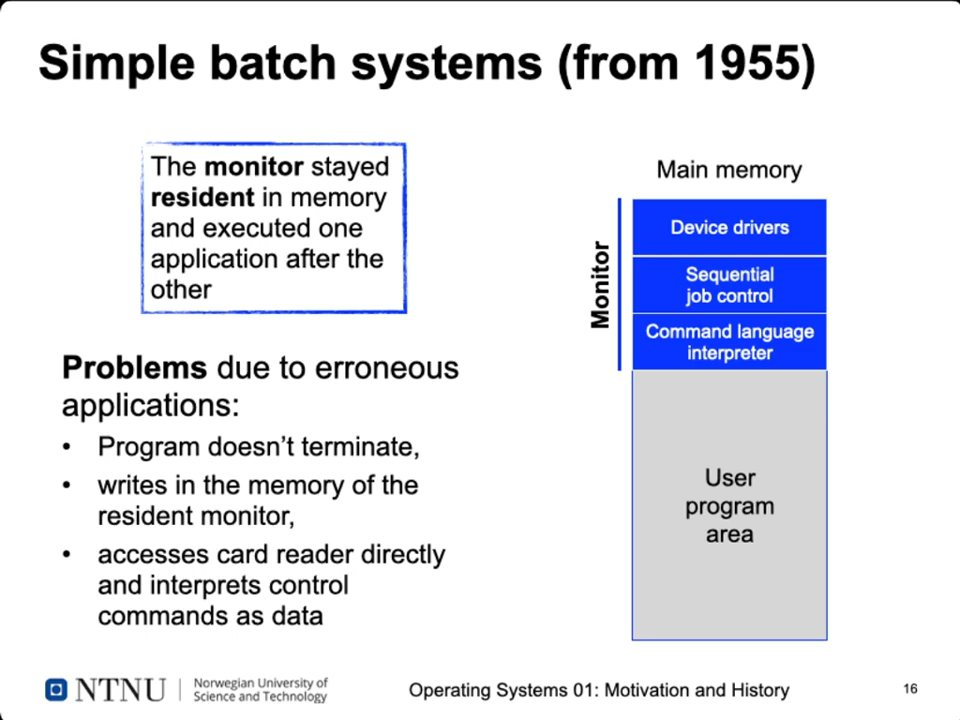 Simple batch systems (from 1955)
The monitor stayed
resident in memory
and executed one
application after the
other
Problems due to erroneous
applications:
• Program doesn't terminate,
• writes in the memory of the
resident monitor,
• accesses card reader directly
and interprets control
commands as data
Main memory
Monitor
Device drivers
Sequential
job control
Command language
interpreter
User
program
area
NTNU
Norwegian University of
Science and Technology
Operating Systems 01: Motivation and History
16